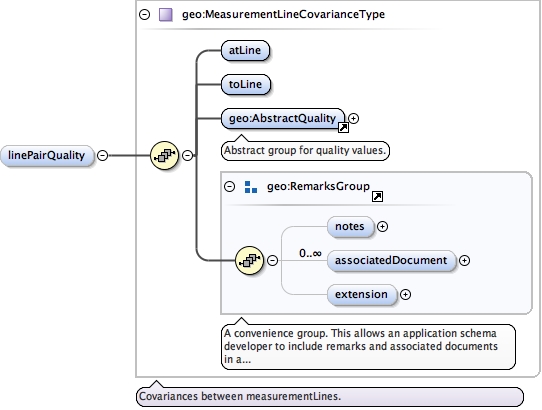 geo:MeasurementLineCovarianceType
atLine
toLine
geo:AbstractQuality
Abstract group for quality values.
linePairQuality
geo:RemarksGroup
notes
0..∞
associatedDocument
extension
A convenience group. This allows an application schema
developer to include remarks and associated documents
in a...
Covariances between measurementLines.